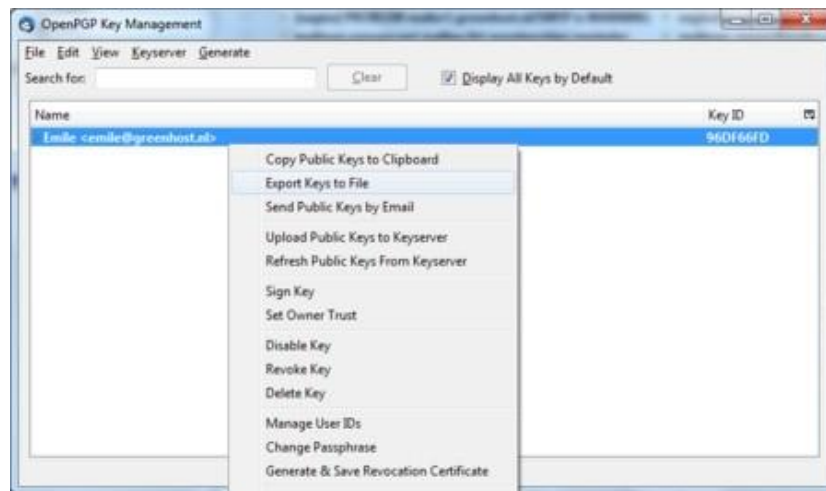 OpenPGP Key Management
File Edit View Keyserver Generate
Search for: Clear Display All Keys by Default
Name Key ID
Emile <emile@greenhost.nl> 96DF66FD
Copy Public Keys to Clipboard
Export Keys to File
Send Public Keys by Email
Upload Public Keys to Keyserver
Refresh Public Keys From Keyserver
Sign Key
Set Owner Trust
Disable Key
Revoke Key
Delete Key
Manage User IDs
Change Passphrase
Generate & Save Revocation Certificate